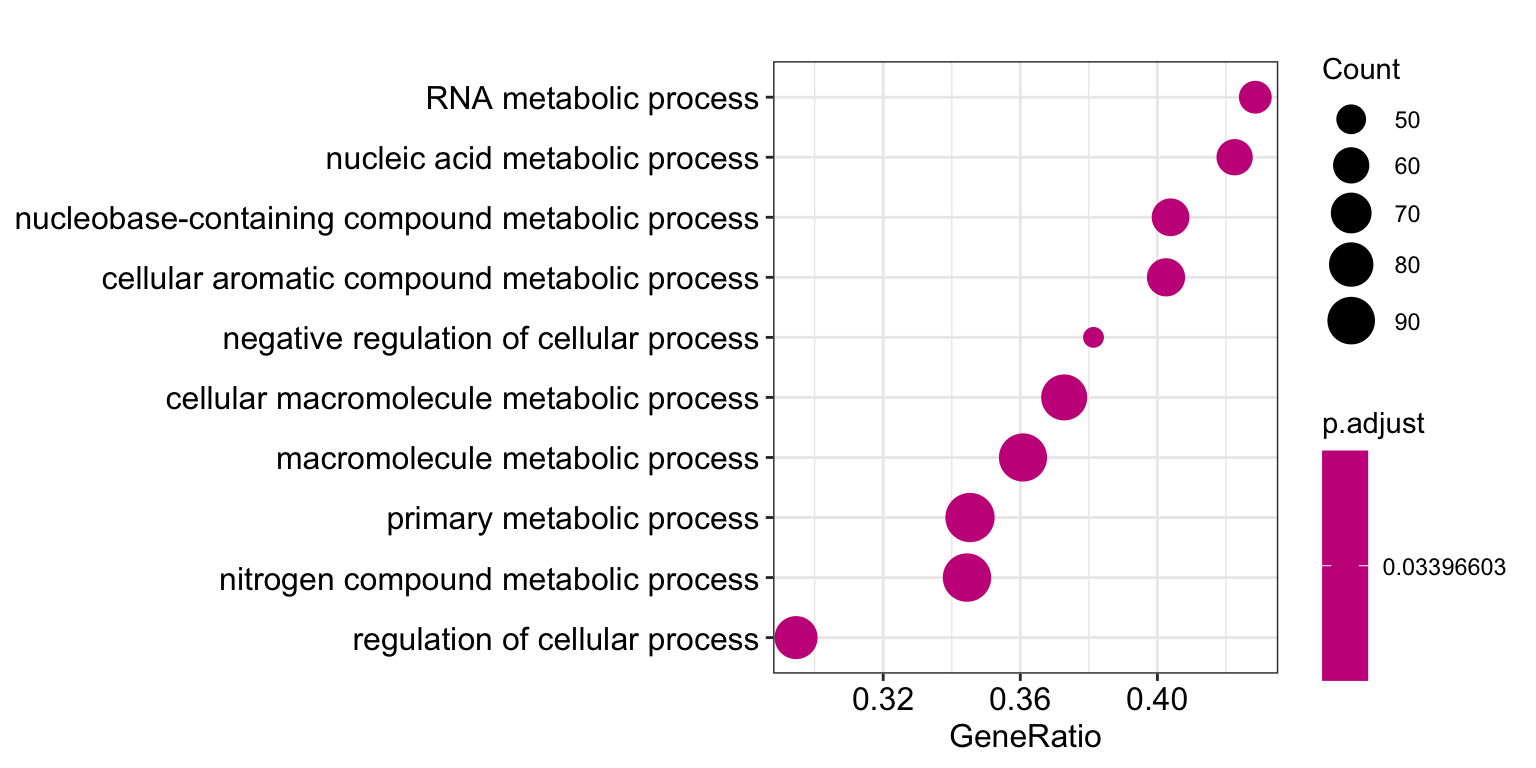 RNA metabolic process
nucleic acid metabolic process
nucleobase-containing compound metabolic process
cellular aromatic compound metabolic process
negative regulation of cellular process
cellular macromolecule metabolic process
macromolecule metabolic process
primary metabolic process
nitrogen compound metabolic process
regulation of cellular process
0.32 0.36 0.40
GeneRatio
Count
50
60
70
80
90
p.adjust
0.03396603